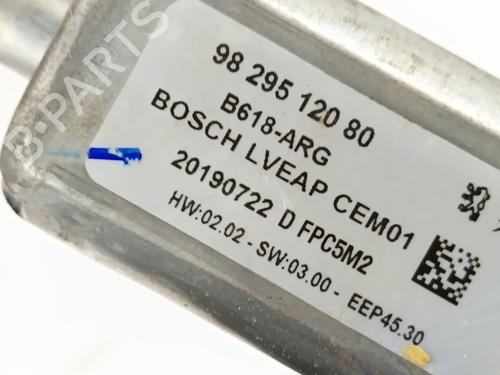 98 295 120 80
B618-ARG
BOSCH LVEAP CEM01
20190722 D FPC5M2
HW:02.02 - SW:03.00 - EEP45.30
B-PARTS